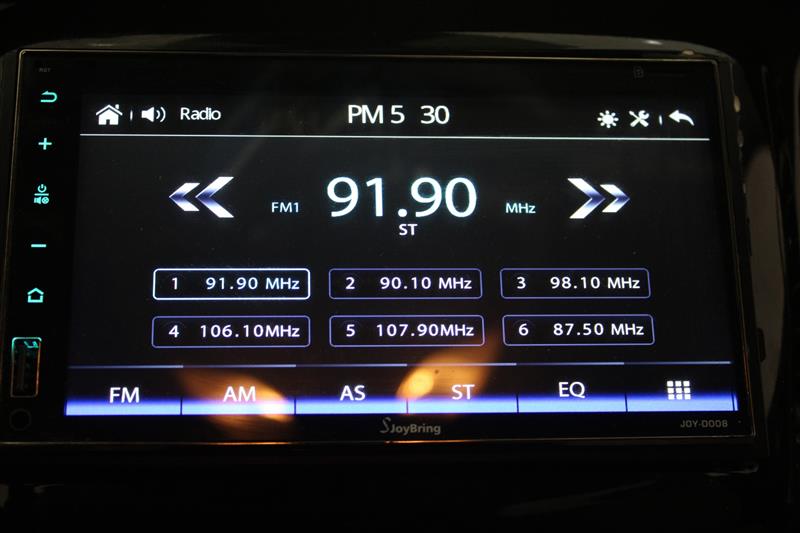 RST
Radio PM 5 30
FM1 91.90 MHz
ST
1 91.90 MHz 2 90.10 MHz 3 98.10 MHz
4 106.10MHz 5 107.90MHz 6 87.50 MHz
FM AM AS ST EQ
JoyBring JOY-D008